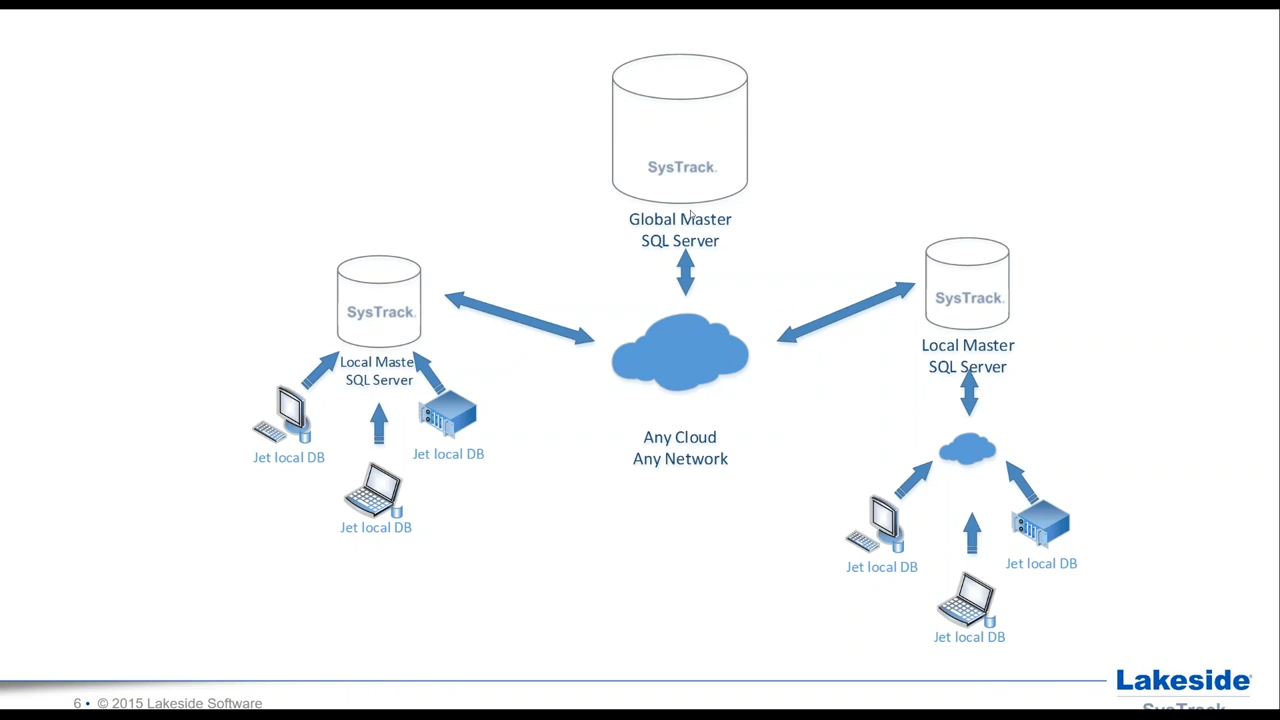 SysTrack.
Global Master
SQL Server
SysTrack.
Local Maste
SQL Server
Jet local DB
Jet local DB
Jet local DB
Any Cloud
Any Network
SysTrack.
Local Master
SQL Server
Jet local DB
Jet local DB
Jet local DB
6 • © 2015 Lakeside Software
Lakeside
SysTrack